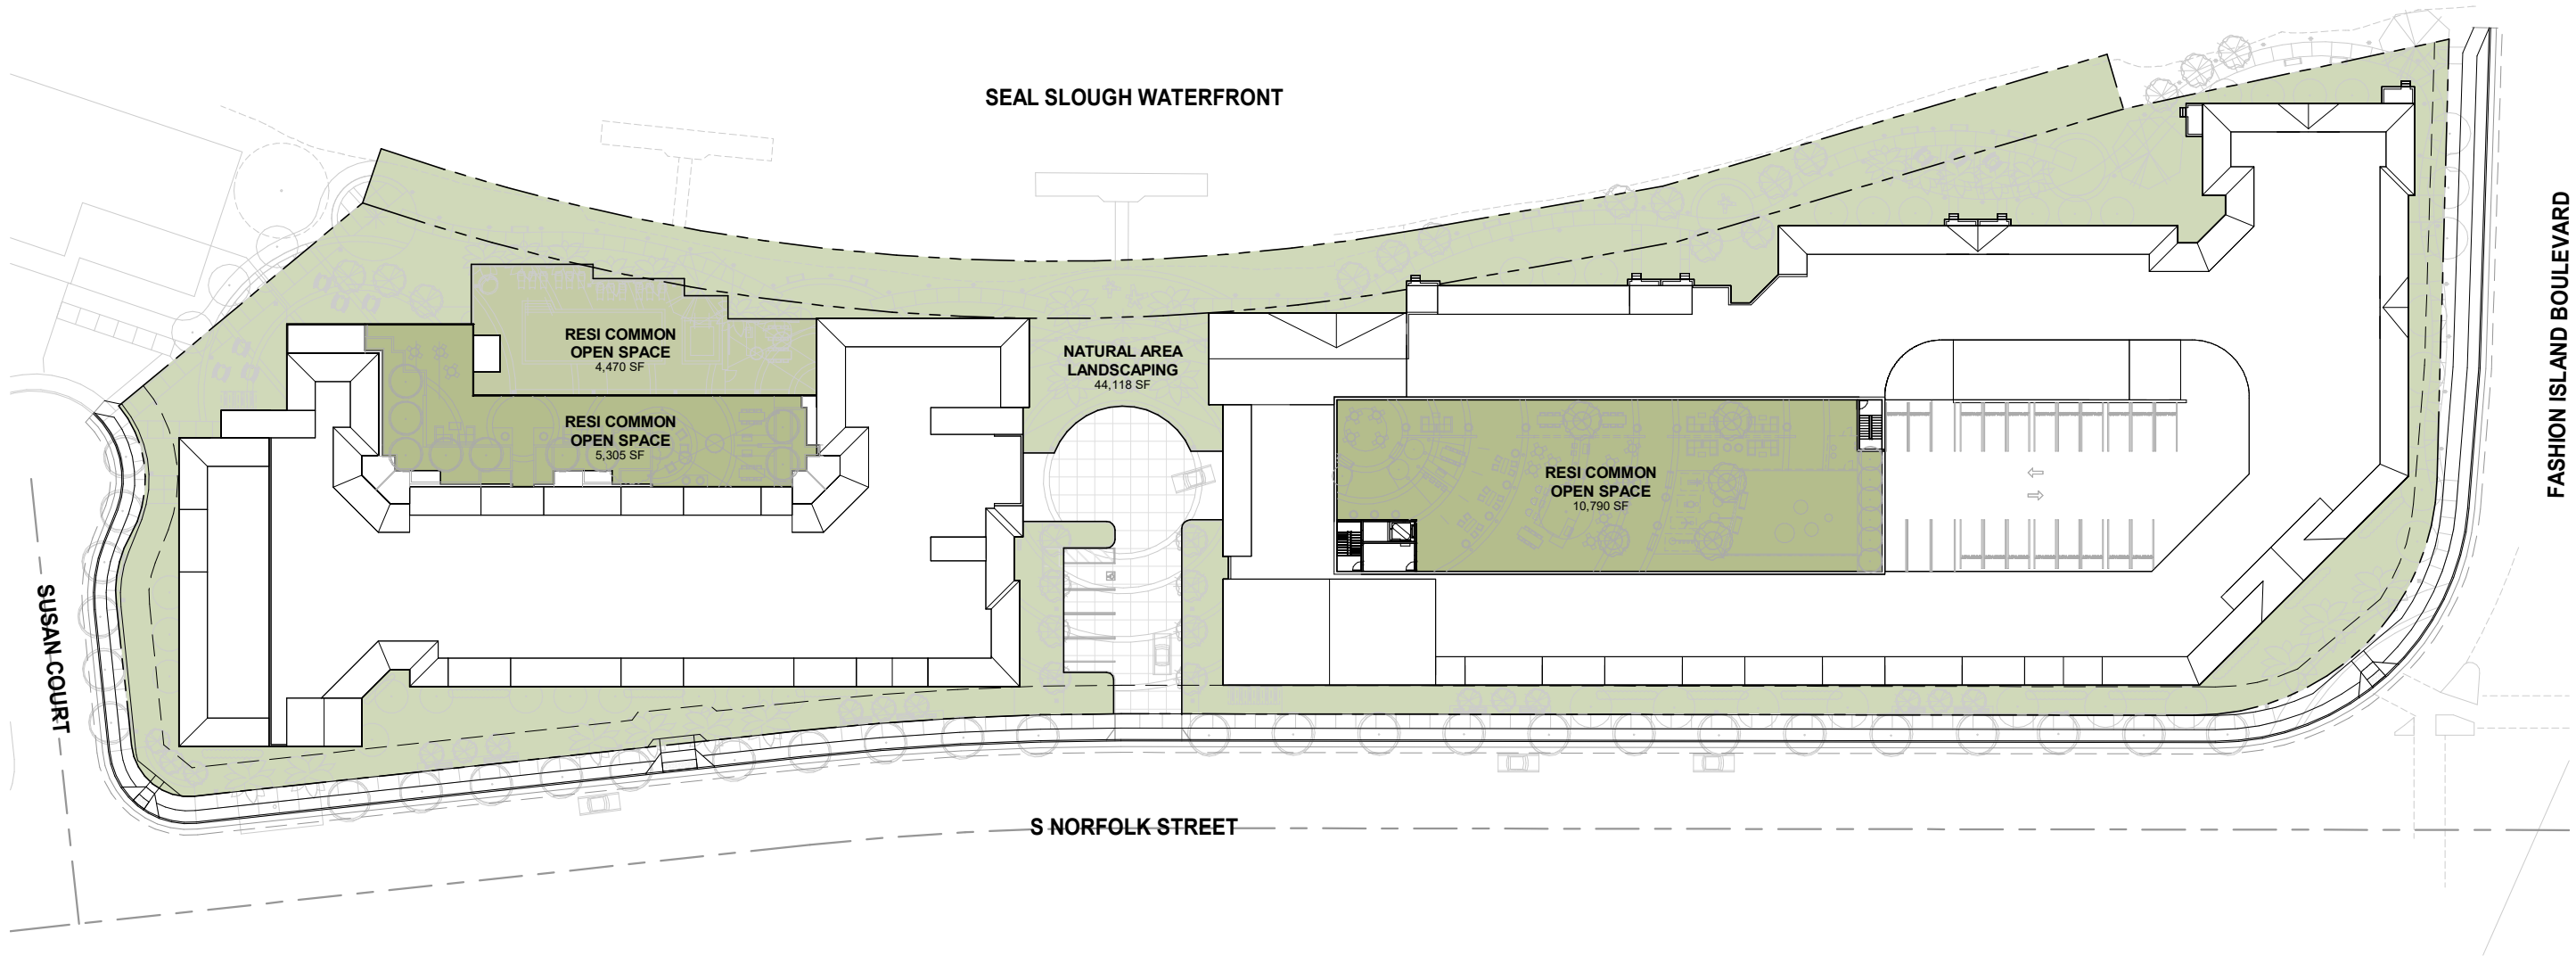 SEAL SLOUGH WATERFRONT
RESI COMMON
OPEN SPACE
4,470 SF
NATURAL AREA
LANDSCAPING
44,118 SF
RESI COMMON
OPEN SPACE
5,305 SF
RESI COMMON
OPEN SPACE
10,790 SF
FASHION ISLAND BOULEVARD
SUSAN COURT
S NORFOLK STREET